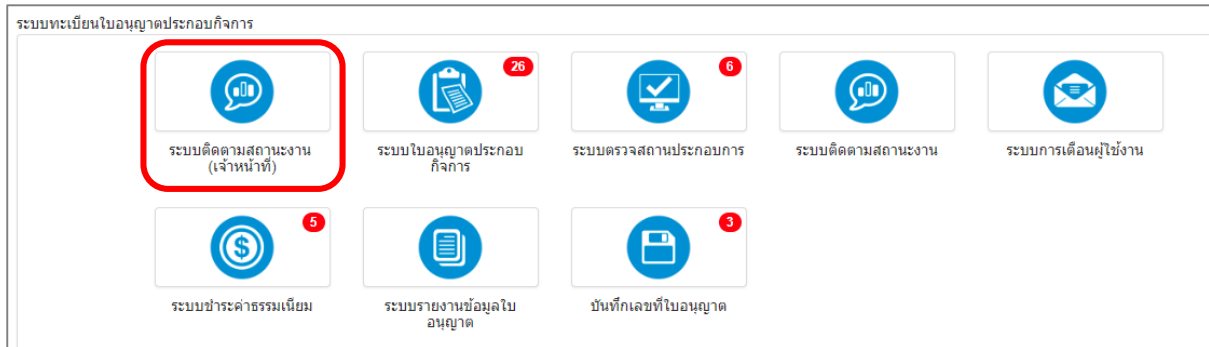 ระบบทะเบียนใบอนุญาตประกอบกิจการ
26
6
ระบบติดตามสถานะงาน
(เจ้าหน้าที่)
ระบบใบอนุญาตประกอบ
กิจการ
ระบบตรวจสถานประกอบการ
ระบบติดตามสถานะงาน
ระบบการเตือนผู้ใช้งาน
5
3
ระบบชำระค่าธรรมเนียม
ระบบรายงานข้อมูลใบ
อนุญาต
บันทึกเลขที่ใบอนุญาต